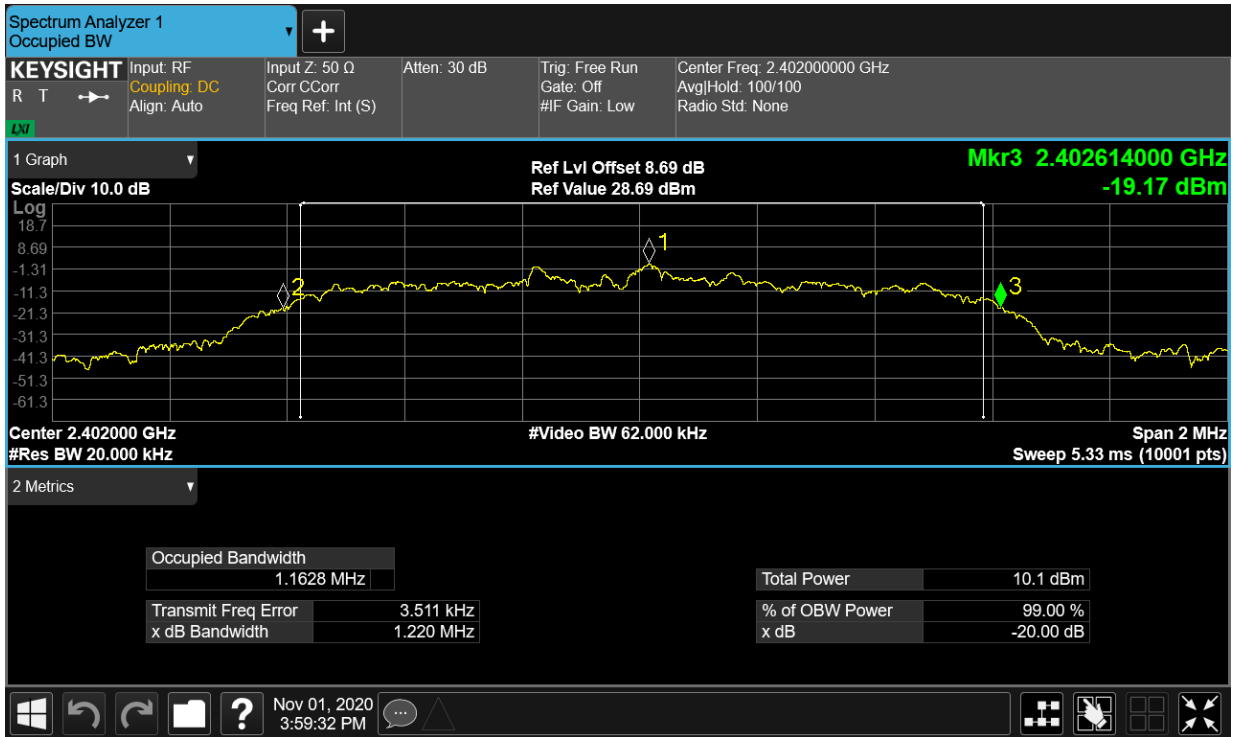 Spectrum Analyzer 1
Occupied BW
KEYSIGHT
R T
LXI
Input: RF
Coupling: DC
Align: Auto
Input Z: 50 Ω
Corr CCorr
Freq Ref: Int (S)
Atten: 30 dB
Trig: Free Run
Gate: Off
#IF Gain: Low
Center Freq: 2.402000000 GHz
Avg|Hold: 100/100
Radio Std: None
1 Graph
Ref Lvl Offset 8.69 dB
Mkr3 2.402614000 GHz
Scale/Div 10.0 dB
Ref Value 28.69 dBm
-19.17 dBm
Log
18.7
8.69
-1.31
-11.3
-21.3
-31.3
-41.3
-51.3
-61.3
1
2
3
Center 2.402000 GHz
#Video BW 62.000 kHz
Span 2 MHz
#Res BW 20.000 kHz
Sweep 5.33 ms (10001 pts)
2 Metrics
Occupied Bandwidth
1.1628 MHz
Total Power 10.1 dBm
Transmit Freq Error 3.511 kHz
% of OBW Power 99.00 %
x dB Bandwidth 1.220 MHz
x dB -20.00 dB
?
Nov 01, 2020
3:59:32 PM